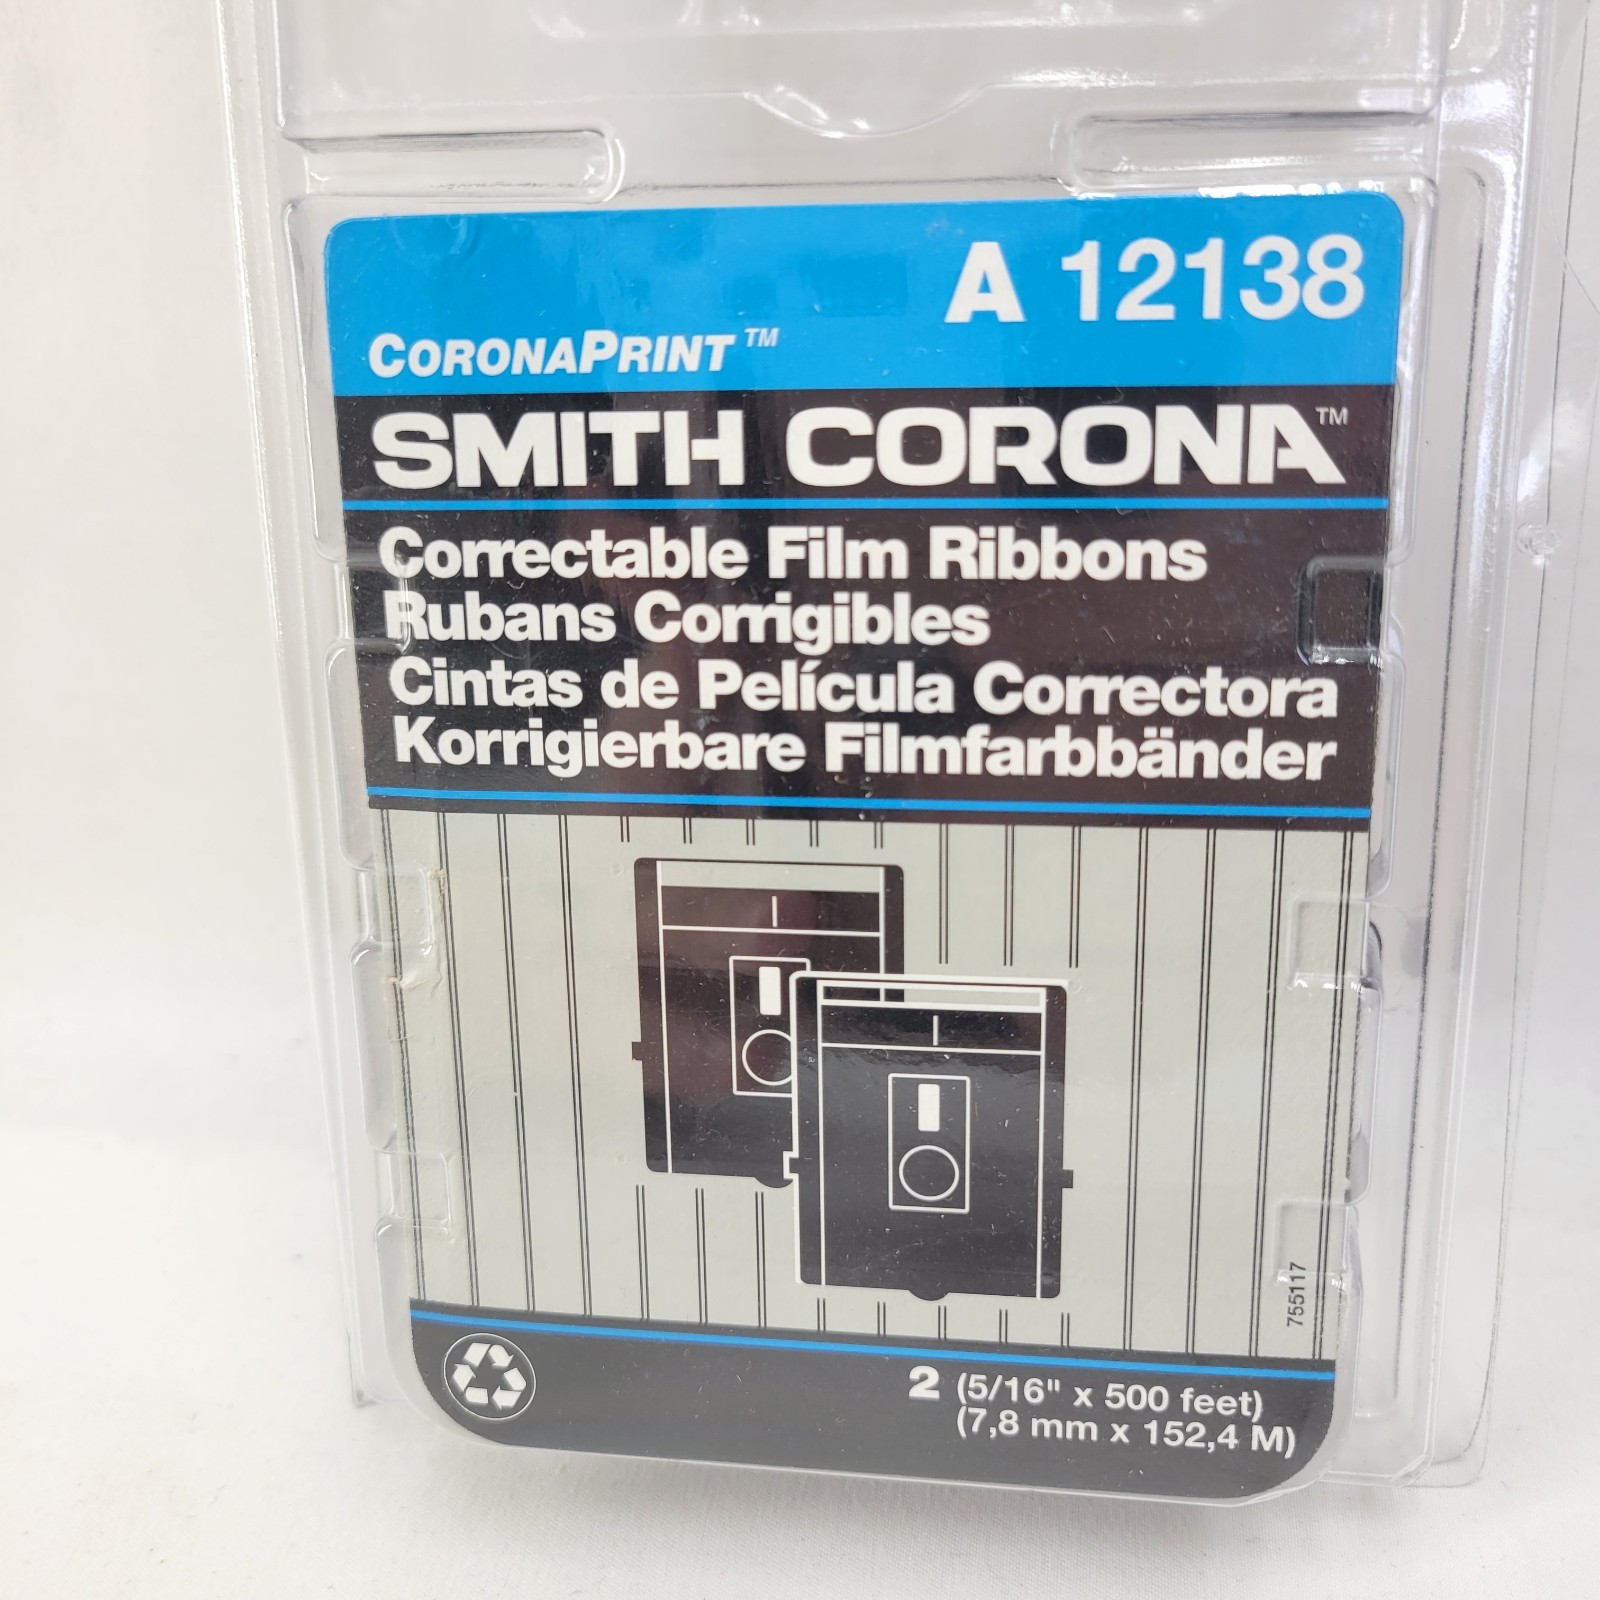 A 12138
CORONAPRINT™
SMITH CORONA™
Correctable Film Ribbons
Rubans Corrigibles
Cintas de Película Correctora
Korrigierbare Filmfarbbänder
755117
2 (5/16" x 500 feet)
(7,8 mm x 152,4 M)